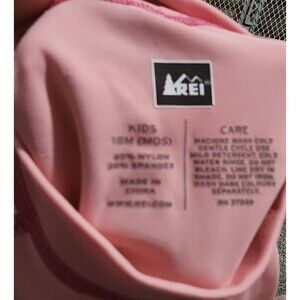 REI
KIDS
18M (MOS)
80% NYLON
20% SPANDEX
MADE IN
CHINA
WWW.REI.COM
CARE
MACHINE WASH COLD
GENTLE CYCLE USE
MILD DETERGENT. COLD
WATER RINSE. DO NOT
BLEACH. LINE DRY IN
SHADE. DO NOT IRON.
WASH DARK COLOURS
SEPARATELY.
RN